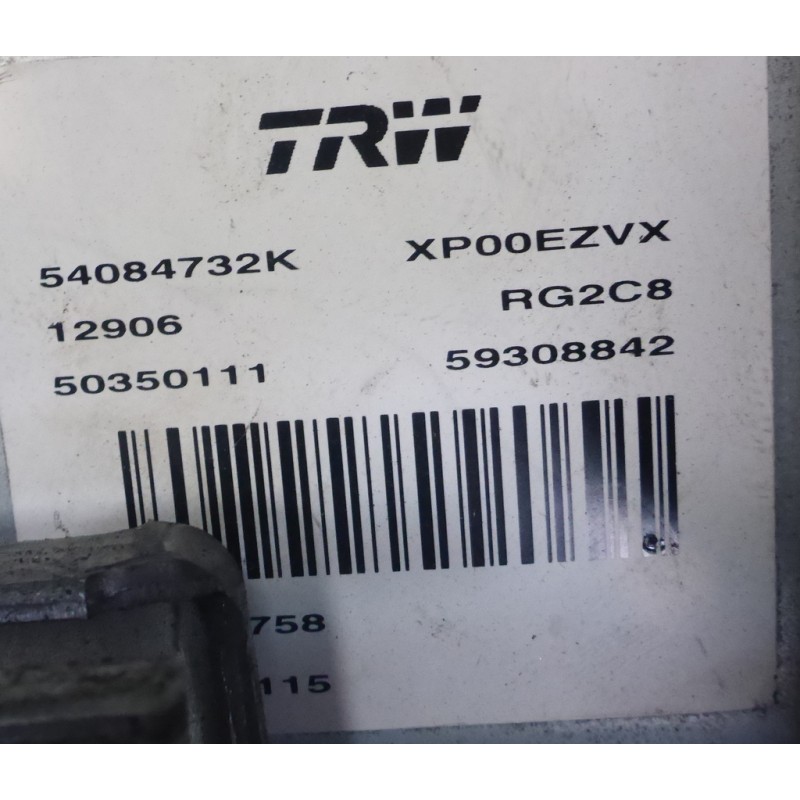 TRW
54084732K XP00EZVX
12906 RG2C8
50350111 59308842
758
115